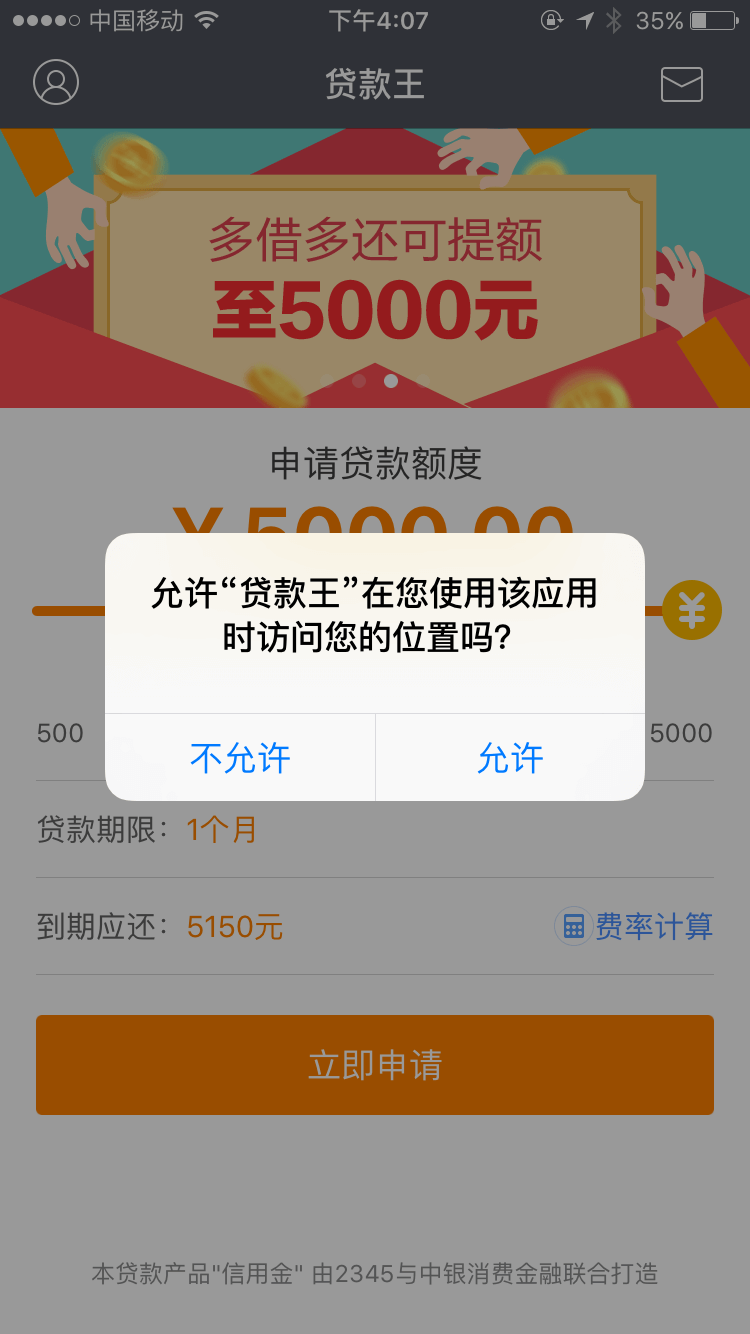 中国移动
下午4:07
35%
贷款王
多借多还可提额
至5000元
申请贷款额度
¥ 5000.00
允许“贷款王”在您使用该应用
时访问您的位置吗?
500
5000
不允许
允许
贷款期限：1个月
到期应还：5150元
费率计算
立即申请
本贷款产品"信用金" 由2345与中银消费金融联合打造